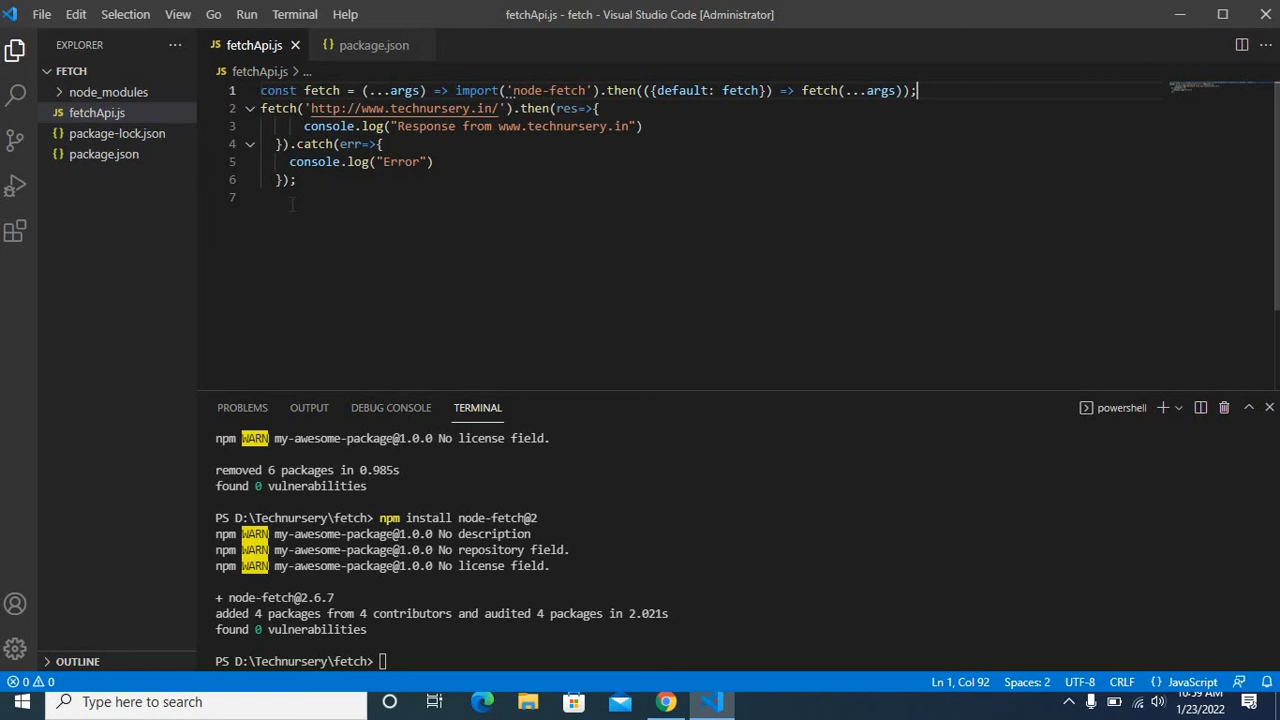 File Edit Selection View Go Run Terminal Help fetchApi.js - fetch - Visual Studio Code [Administrator]
EXPLORER
FETCH
node_modules
fetchApi.js
package-lock.json
package.json
OUTLINE
JS fetchApi.js
{} package.json
JS fetchApi.js > ...
1 const fetch = (...args) => import('node-fetch').then(({default: fetch}) => fetch(...args));
2 fetch('http://www.technursery.in/').then(res=>{
3 console.log("Response from www.technursery.in")
4 }).catch(err=>{
5 console.log("Error")
6 });
7
PROBLEMS OUTPUT DEBUG CONSOLE TERMINAL powershell
npm WARN my-awesome-package@1.0.0 No license field.
removed 6 packages in 0.985s
found 0 vulnerabilities
PS D:\Technursery\fetch> npm install node-fetch@2
npm WARN my-awesome-package@1.0.0 No description
npm WARN my-awesome-package@1.0.0 No repository field.
npm WARN my-awesome-package@1.0.0 No license field.
+ node-fetch@2.6.7
added 4 packages from 4 contributors and audited 4 packages in 2.021s
found 0 vulnerabilities
PS D:\Technursery\fetch>
0 0 Ln 1, Col 92 Spaces: 2 UTF-8 CRLF {} JavaScript
Type here to search
10:59 AM
1/23/2022